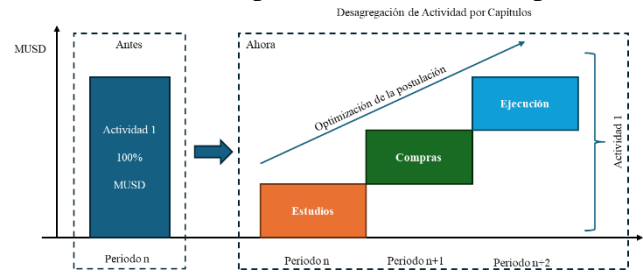 Desagregación de Actividad por Capítulos
MUSD
Antes
Ahora
Actividad 1
100%
MUSD
Optimización de la postulación
Ejecución
Compras
Estudios
Actividad 1
Periodo n
Periodo n
Periodo n+1
Periodo n+2